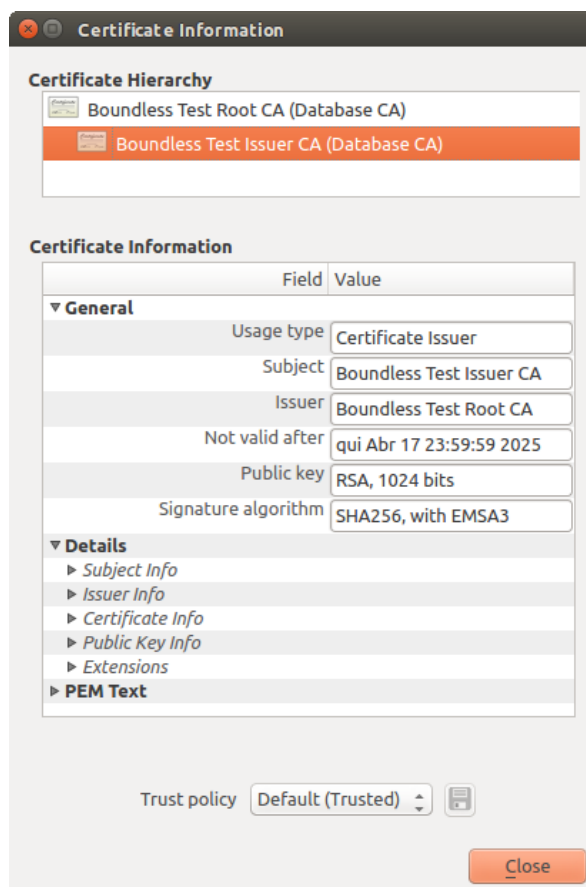 Certificate Information
Certificate Hierarchy
Boundless Test Root CA (Database CA)
Boundless Test Issuer CA (Database CA)
Certificate Information
Field Value
General
Usage type Certificate Issuer
Subject Boundless Test Issuer CA
Issuer Boundless Test Root CA
Not valid after qui Abr 17 23:59:59 2025
Public key RSA, 1024 bits
Signature algorithm SHA256, with EMSA3
Details
Subject Info
Issuer Info
Certificate Info
Public Key Info
Extensions
PEM Text
Trust policy Default (Trusted)
Close